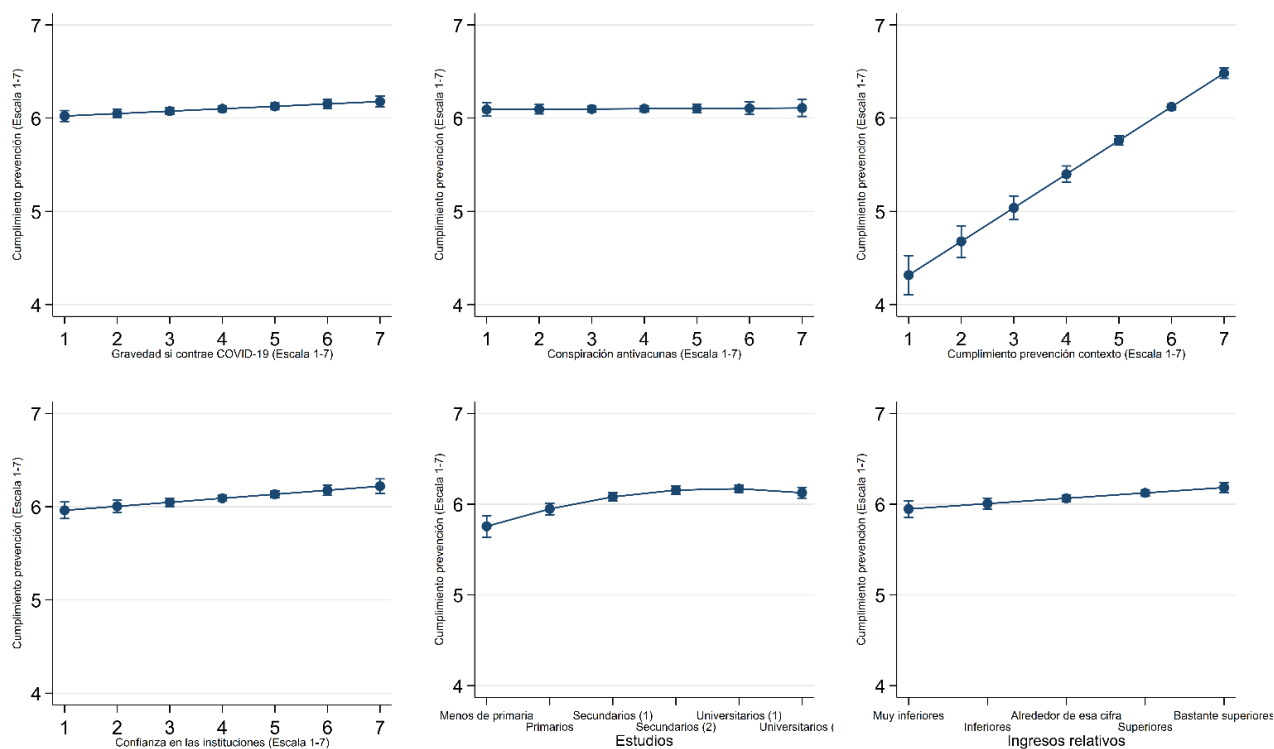 Cumplimiento prevención (Escala 1-7)
7
6
5
4
1 2 3 4 5 6 7
Gravedad si contrae COVID-19 (Escala 1-7)
Cumplimiento prevención (Escala 1-7)
7
6
5
4
1 2 3 4 5 6 7
Conspiración antivacunas (Escala 1-7)
Cumplimiento prevención (Escala 1-7)
7
6
5
4
1 2 3 4 5 6 7
Cumplimiento prevención contexto (Escala 1-7)
Cumplimiento prevención (Escala 1-7)
7
6
5
4
1 2 3 4 5 6 7
Confianza en las instituciones (Escala 1-7)
Cumplimiento prevención (Escala 1-7)
7
6
5
4
Menos de primaria Secundarios (1) Universitarios (1)
Primarios Secundarios (2) Universitarios (
Estudios
Cumplimiento prevención (Escala 1-7)
7
6
5
4
Muy inferiores Alrededor de esa cifra Bastante superiores
Inferiores Superiores
Ingresos relativos